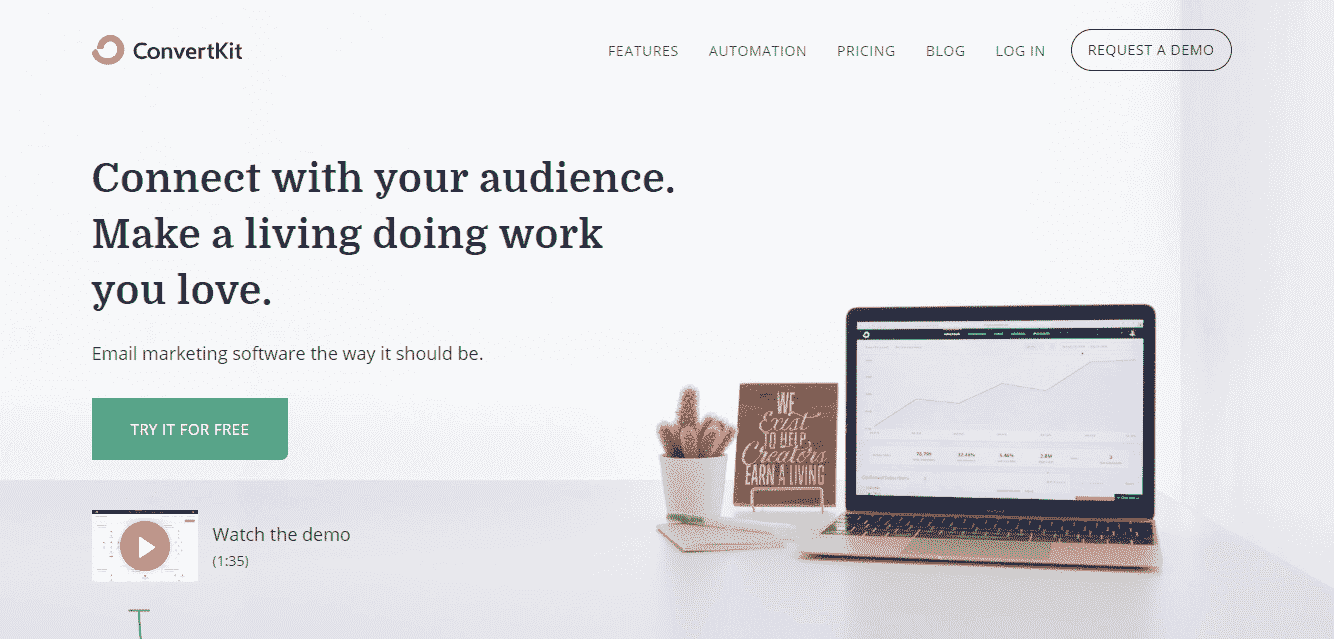 ConvertKit
FEATURES AUTOMATION PRICING BLOG LOG IN REQUEST A DEMO
Connect with your audience.
Make a living doing work
you love.
Email marketing software the way it should be.
TRY IT FOR FREE
Watch the demo
(1:35)
WE
Exist
TO HELP
Creators
EARN A LIVING